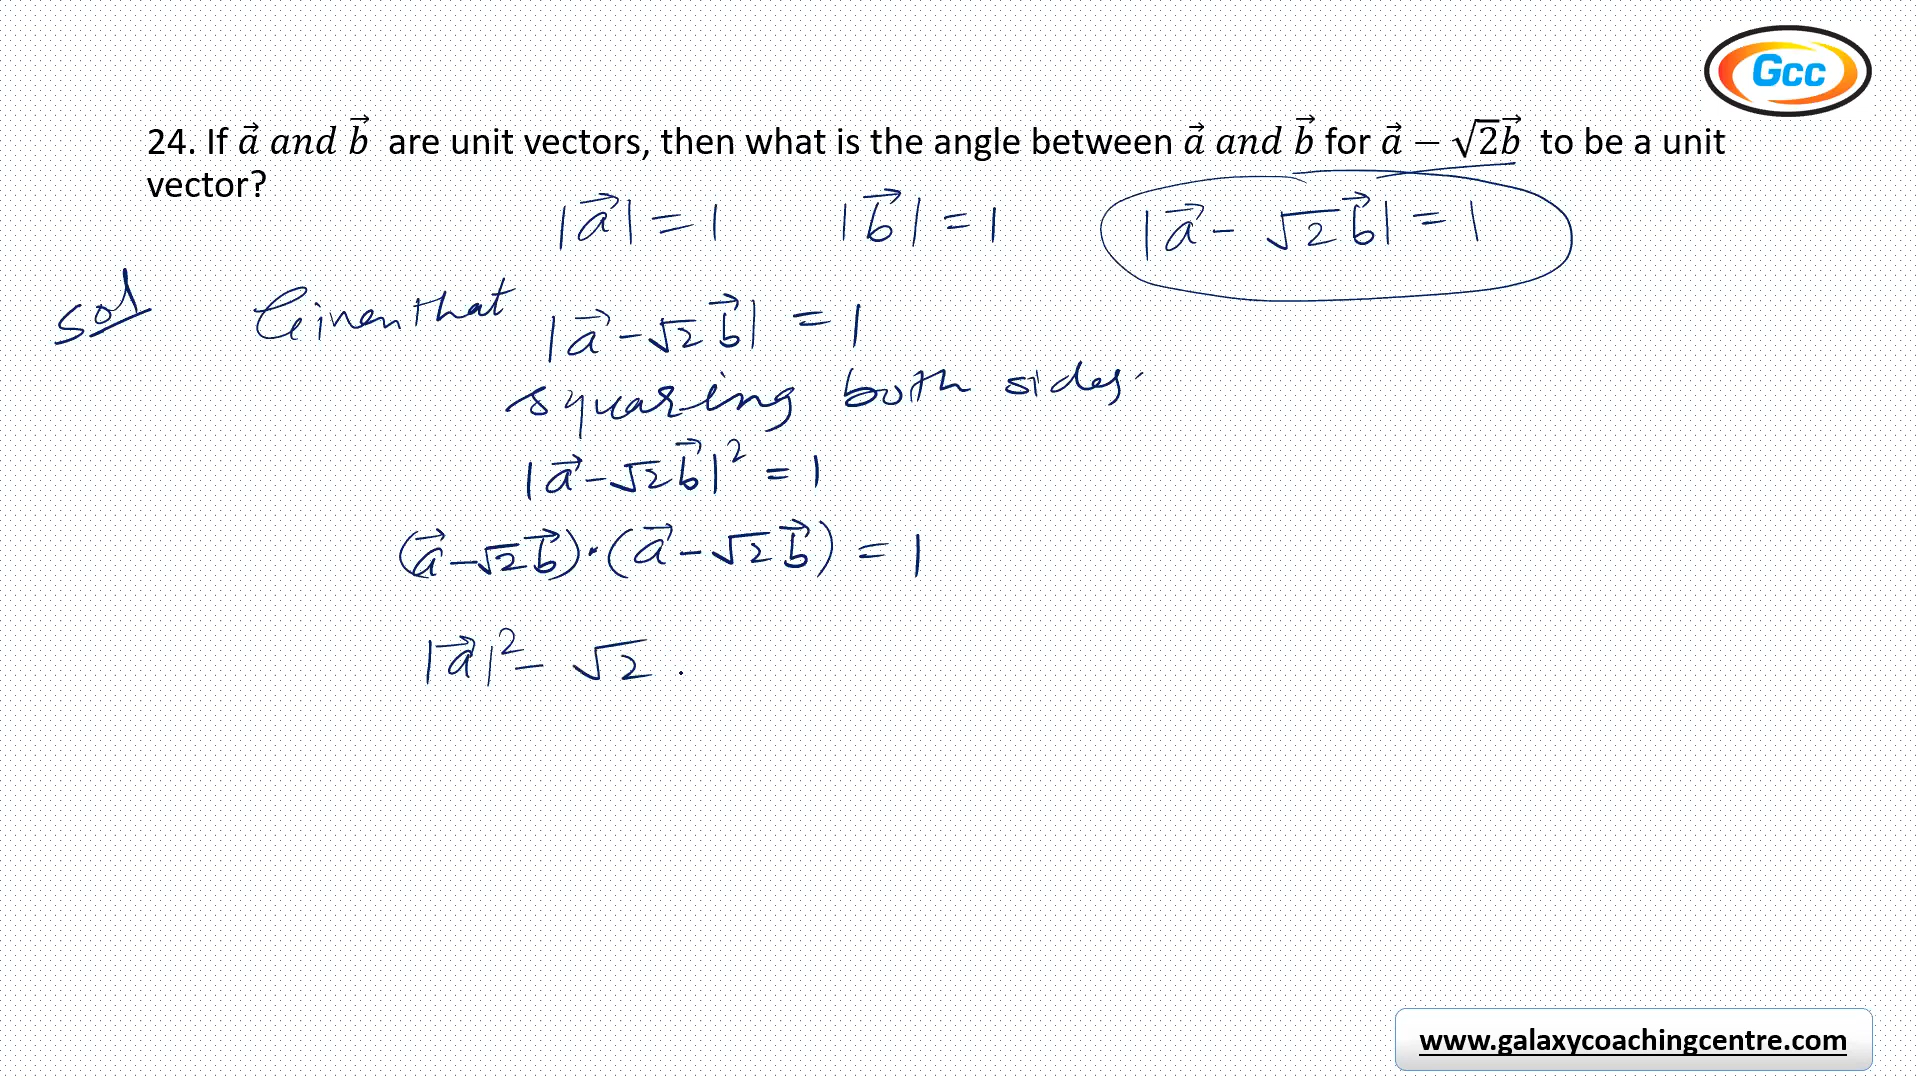 Gcc
24. If a⃗ and b⃗ are unit vectors, then what is the angle between a⃗ and b⃗ for a⃗ − √2b⃗ to be a unit
vector?
|a⃗| = 1 |b⃗| = 1 |a⃗ − √2 b⃗| = 1
Sol Given that
|a⃗ − √2 b⃗| = 1
squaring both sides.
|a⃗ − √2 b⃗|² = 1
(a⃗ − √2 b⃗) · (a⃗ − √2 b⃗) = 1
|a⃗|² − √2 .
www.galaxycoachingcentre.com